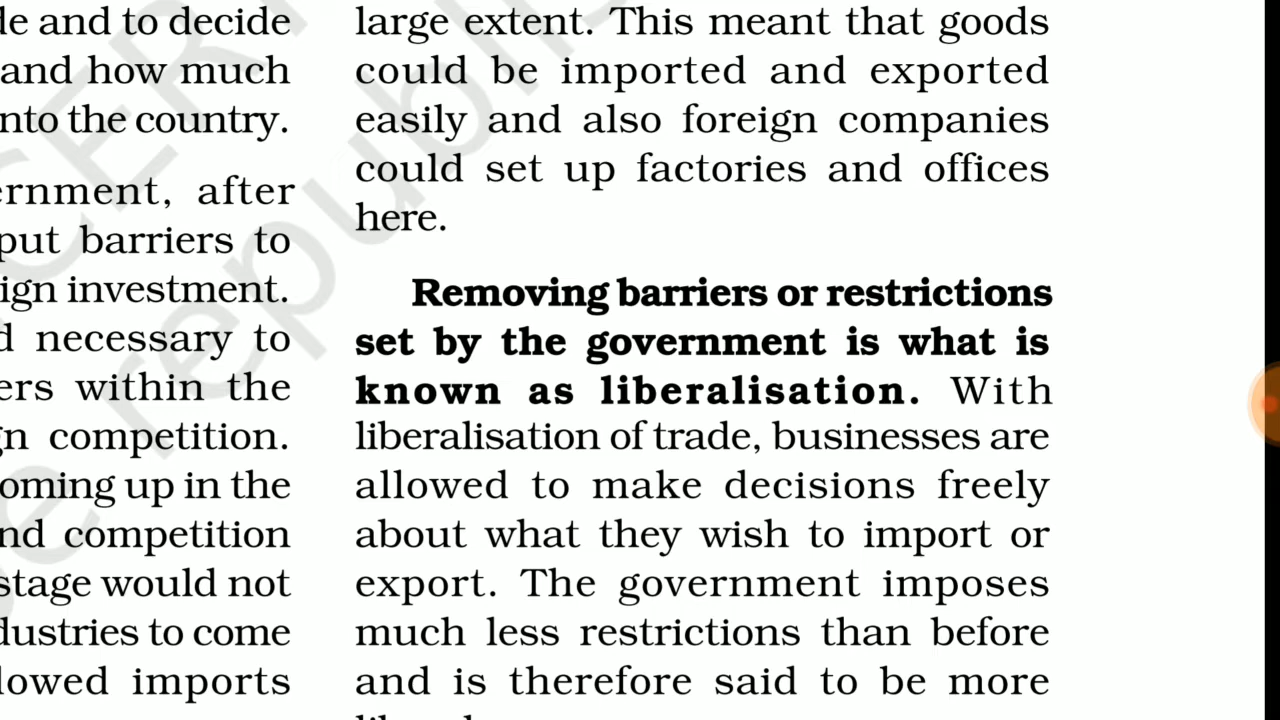 de and to decide
and how much
nto the country.
ernment, after
put barriers to
ign investment.
d necessary to
ers within the
gn competition.
oming up in the
nd competition
stage would not
dustries to come
lowed imports
large extent. This meant that goods
could be imported and exported
easily and also foreign companies
could set up factories and offices
here.
Removing barriers or restrictions
set by the government is what is
known as liberalisation. With
liberalisation of trade, businesses are
allowed to make decisions freely
about what they wish to import or
export. The government imposes
much less restrictions than before
and is therefore said to be more